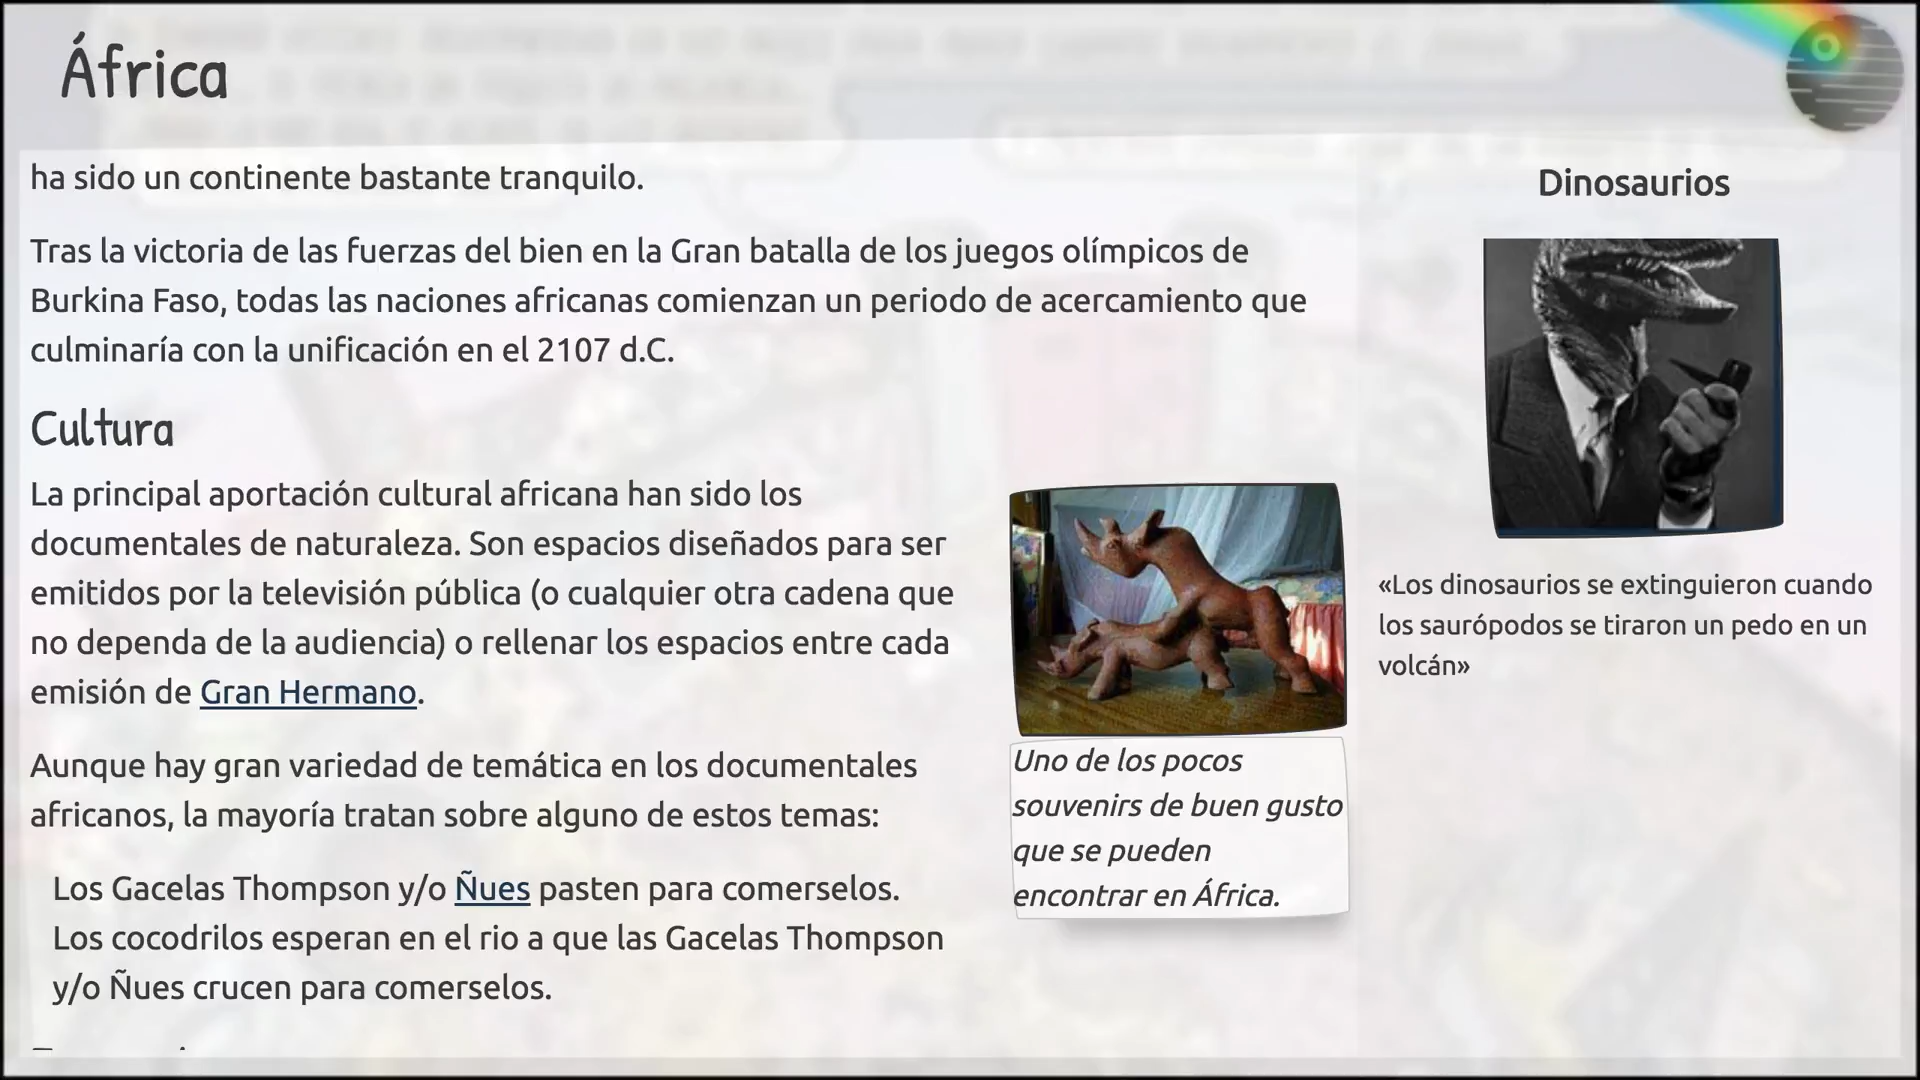 África
ha sido un continente bastante tranquilo.
Tras la victoria de las fuerzas del bien en la Gran batalla de los juegos olímpicos de
Burkina Faso, todas las naciones africanas comienzan un periodo de acercamiento que
culminaría con la unificación en el 2107 d.C.
Cultura
La principal aportación cultural africana han sido los
documentales de naturaleza. Son espacios diseñados para ser
emitidos por la televisión pública (o cualquier otra cadena que
no dependa de la audiencia) o rellenar los espacios entre cada
emisión de Gran Hermano.
Aunque hay gran variedad de temática en los documentales
africanos, la mayoría tratan sobre alguno de estos temas:
Los Gacelas Thompson y/o Ñues pasten para comerselos.
Los cocodrilos esperan en el rio a que las Gacelas Thompson
y/o Ñues crucen para comerselos.
Uno de los pocos
souvenirs de buen gusto
que se pueden
encontrar en África.
Dinosaurios
«Los dinosaurios se extinguieron cuando
los saurópodos se tiraron un pedo en un
volcán»